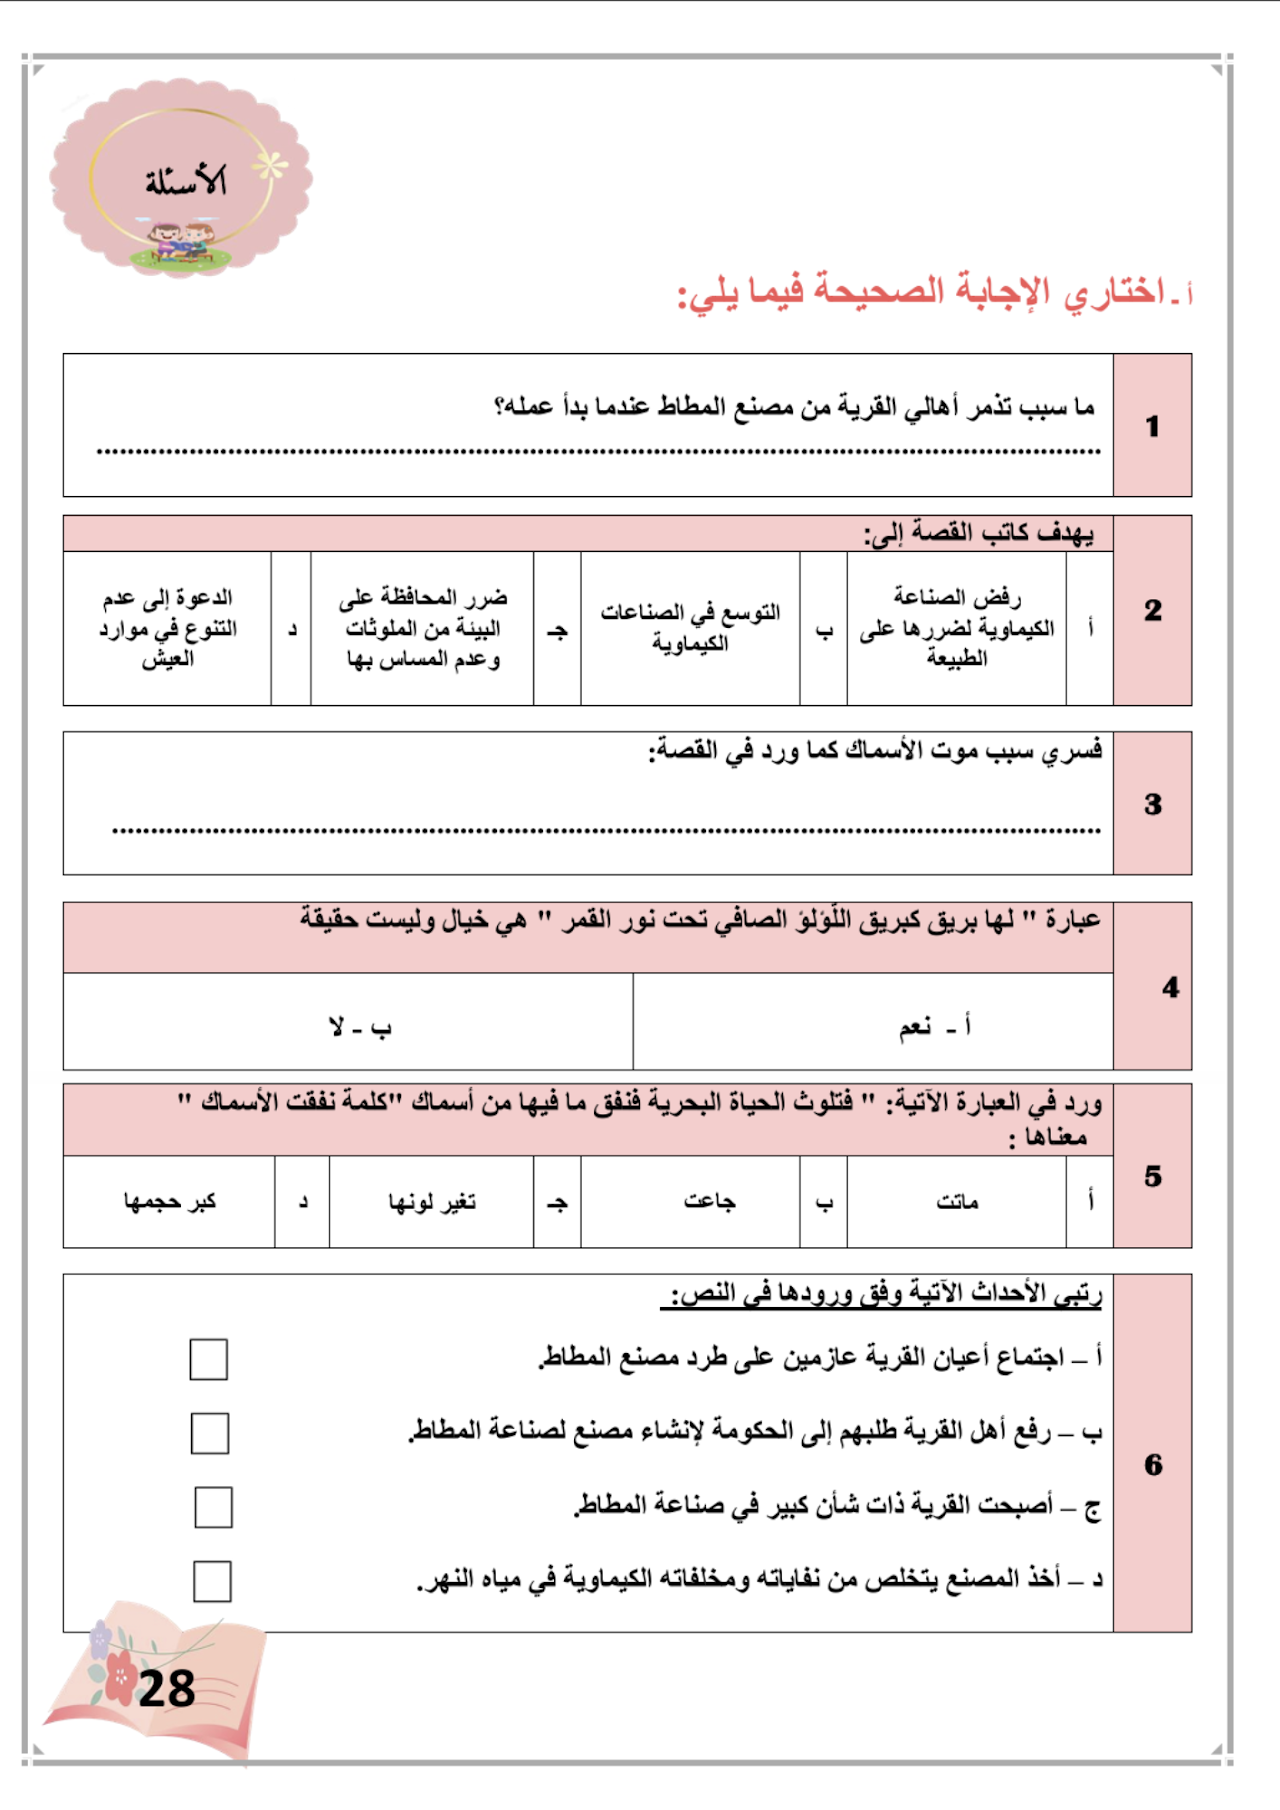 الأسئلة
أ - اختاري الإجابة الصحيحة فيما يلي:
1
ما سبب تذمر أهالي القرية من مصنع المطاط عندما بدأ عمله؟
2
يهدف كاتب القصة إلى:
أ
رفض الصناعة
الكيماوية لضررها على
الطبيعة
ب
التوسع في الصناعات
الكيماوية
جـ
ضرر المحافظة على
البيئة من الملوثات
وعدم المساس بها
د
الدعوة إلى عدم
التنوع في موارد
العيش
3
فسري سبب موت الأسماك كما ورد في القصة:
4
عبارة " لها بريق كبريق اللّؤلؤ الصافي تحت نور القمر " هي خيال وليست حقيقة
أ - نعم
ب - لا
5
ورد في العبارة الآتية: " فتلوث الحياة البحرية فنفق ما فيها من أسماك "كلمة نفقت الأسماك "
معناها :
أ
ماتت
ب
جاعت
جـ
تغير لونها
د
كبر حجمها
6
رتبي الأحداث الآتية وفق ورودها في النص:
أ – اجتماع أعيان القرية عازمين على طرد مصنع المطاط.
ب – رفع أهل القرية طلبهم إلى الحكومة لإنشاء مصنع لصناعة المطاط.
ج – أصبحت القرية ذات شأن كبير في صناعة المطاط.
د – أخذ المصنع يتخلص من نفاياته ومخلفاته الكيماوية في مياه النهر.
28